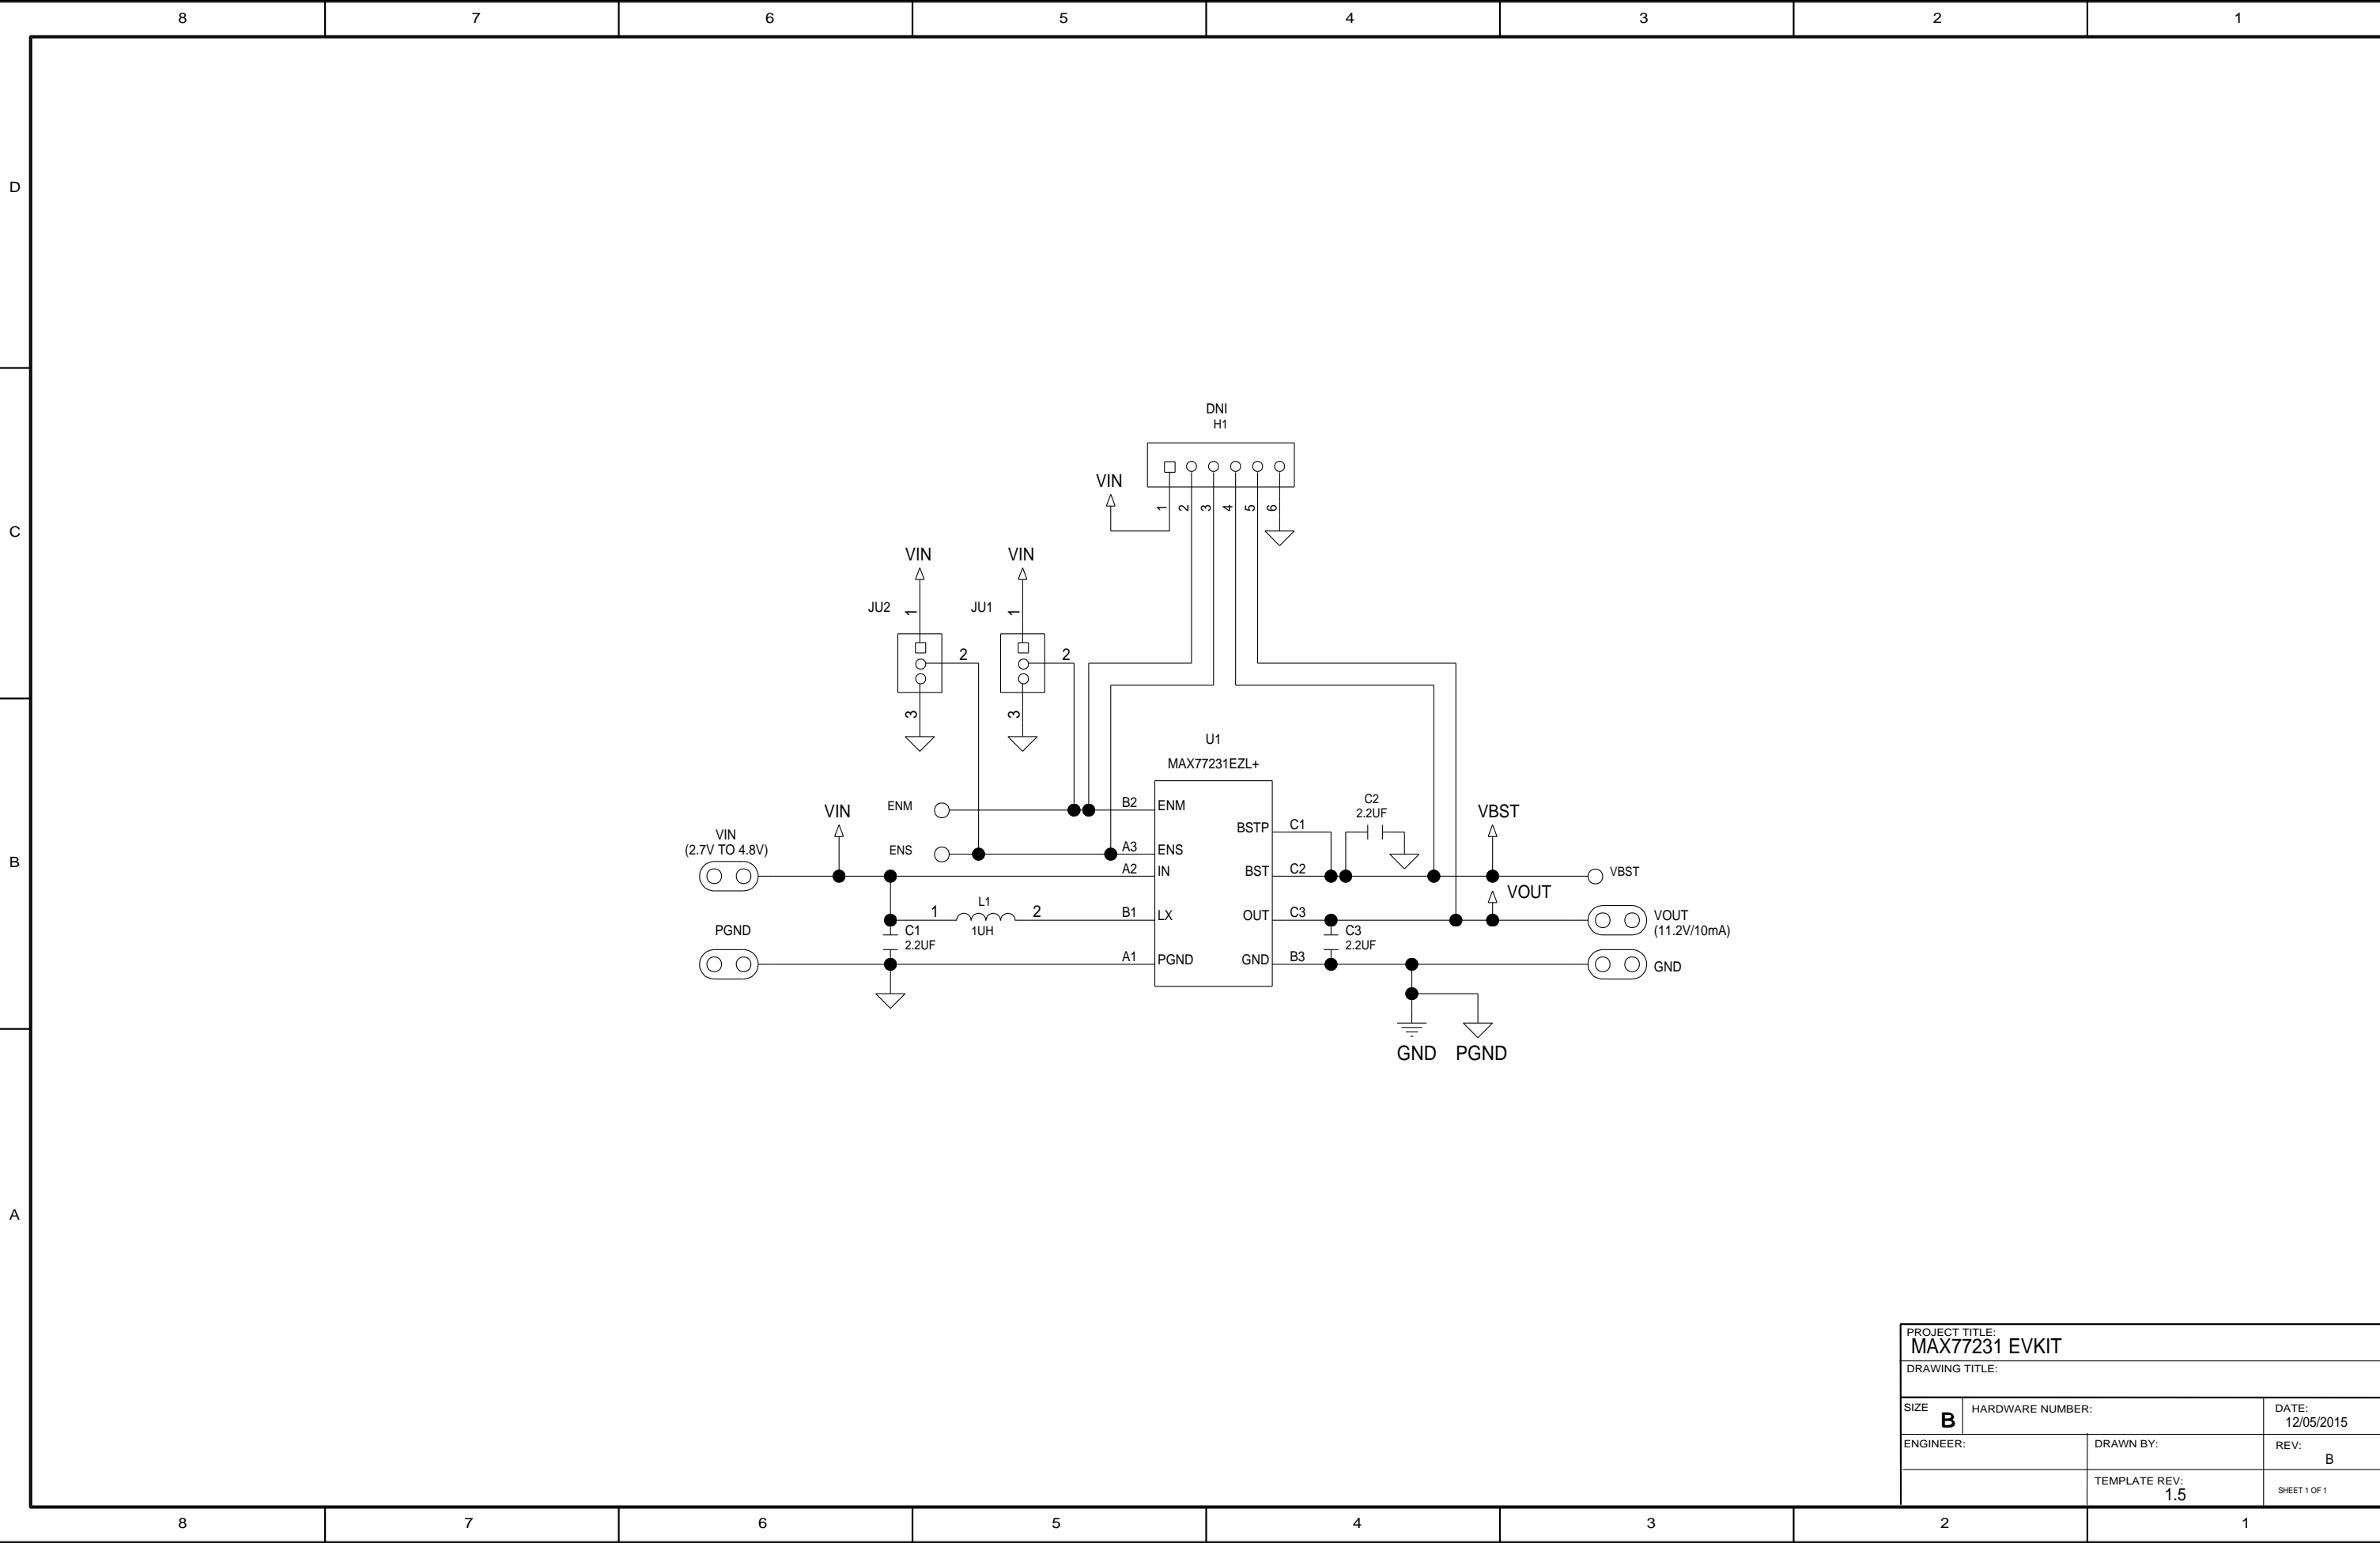 8 7 6 5 4 3 2 1
D
C
B
A
DNI
H1
VIN
1 2 3 4 5 6
VIN VIN
JU2 1 JU1 1
2 2
3 3
U1
MAX77231EZL+
ENM B2 ENM
ENS A3 ENS
VIN
VIN
(2.7V TO 4.8V)
A2 IN
1 L1 2 B1 LX
1UH
PGND
C1
2.2UF
A1 PGND
BSTP C1
C2
2.2UF
VBST
BST C2
VBST
VOUT
OUT C3
VOUT
(11.2V/10mA)
C3
2.2UF
GND B3
GND
GND PGND
PROJECT TITLE:
MAX77231 EVKIT
DRAWING TITLE:
SIZE HARDWARE NUMBER: DATE:
B 12/05/2015
ENGINEER: DRAWN BY: REV:
B
TEMPLATE REV:
1.5 SHEET 1 OF 1
8 7 6 5 4 3 2 1